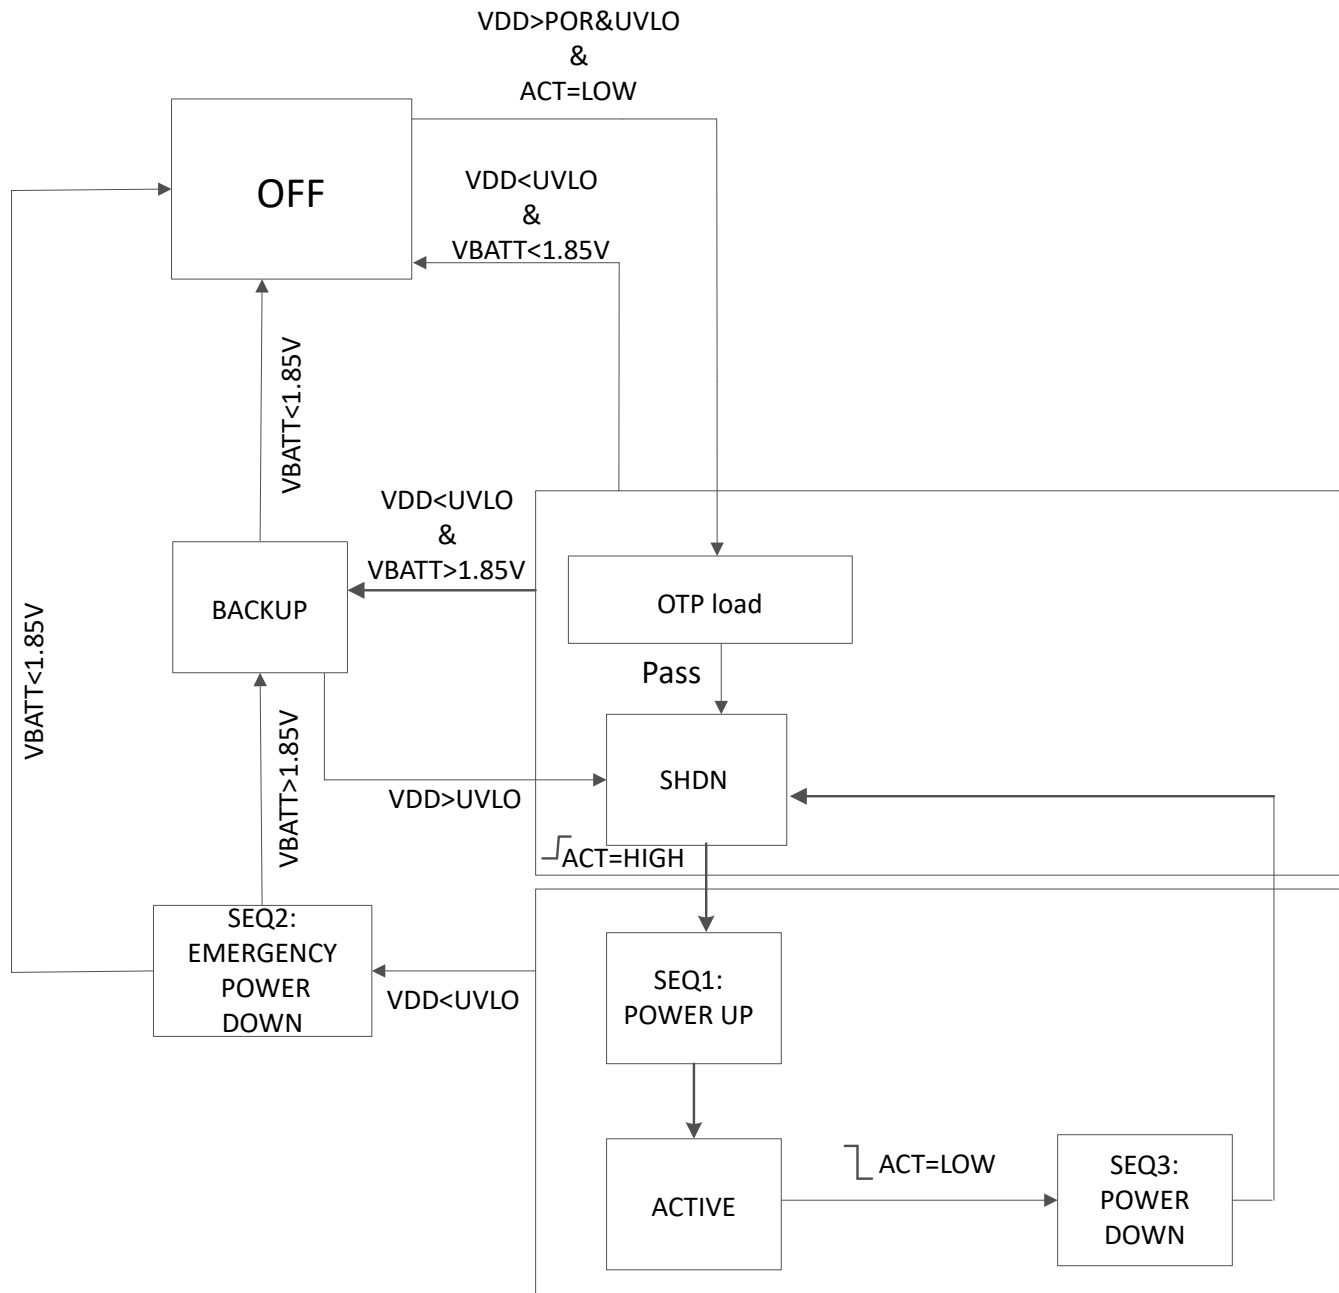 VDD>POR&UVLO
&
ACT=LOW
OFF
VDD<UVLO
&
VBATT<1.85V
VBATT<1.85V
VDD<UVLO
&
VBATT>1.85V
BACKUP
OTP load
Pass
VBATT<1.85V
VBATT>1.85V
VDD>UVLO
SHDN
ACT=HIGH
SEQ2:
EMERGENCY
POWER
DOWN
VDD<UVLO
SEQ1:
POWER UP
ACTIVE
ACT=LOW
SEQ3:
POWER
DOWN